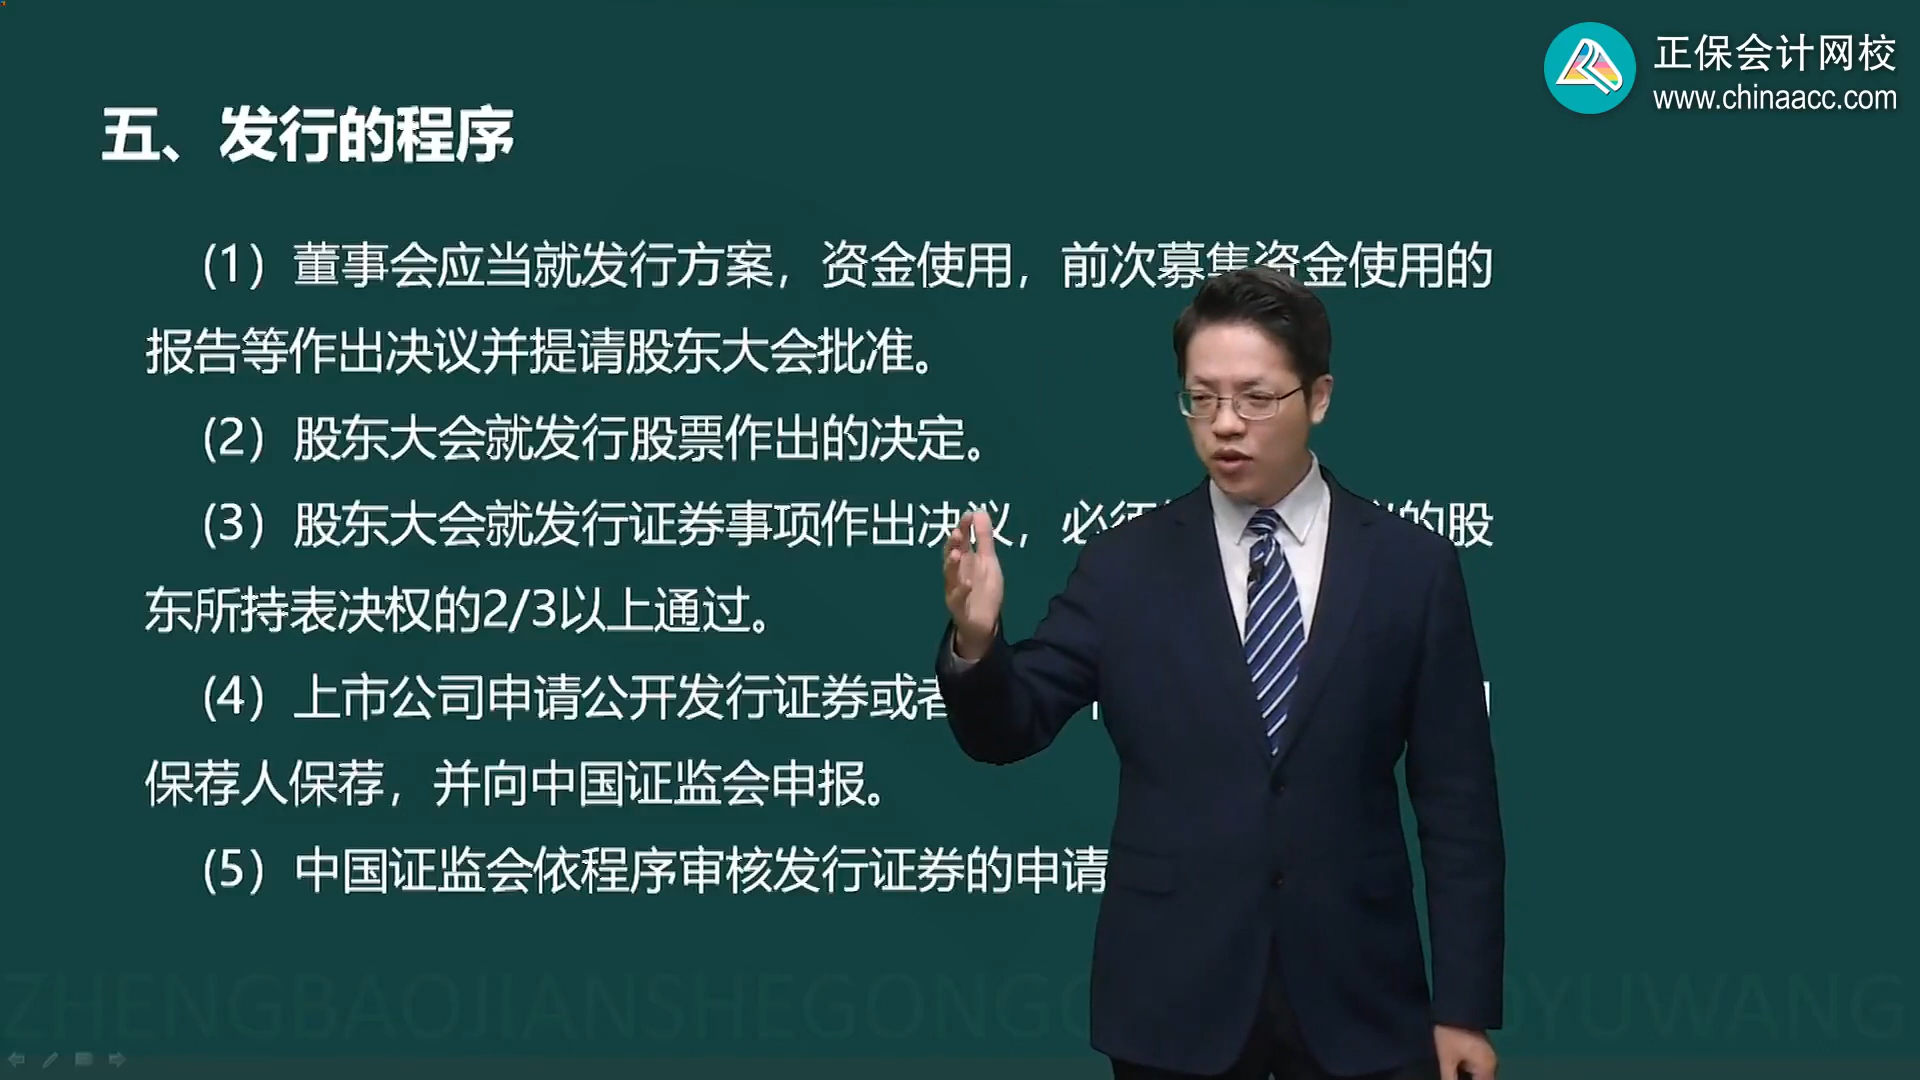 正保会计网校
www.chinaacc.com
五、发行的程序
（1）董事会应当就发行方案，资金使用，前次募集资金使用的
报告等作出决议并提请股东大会批准。
（2）股东大会就发行股票作出的决定。
（3）股东大会就发行证券事项作出决议，必须 的股
东所持表决权的2/3以上通过。
（4）上市公司申请公开发行证券或者
保荐人保荐，并向中国证监会申报。
（5）中国证监会依程序审核发行证券的申请
ZHENGBAOJIANSHEGONG YUWANG